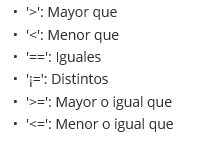 • '>': Mayor que
• '<': Menor que
• '==': Iguales
• '¡=': Distintos
• '>=': Mayor o igual que
• '<=': Menor o igual que